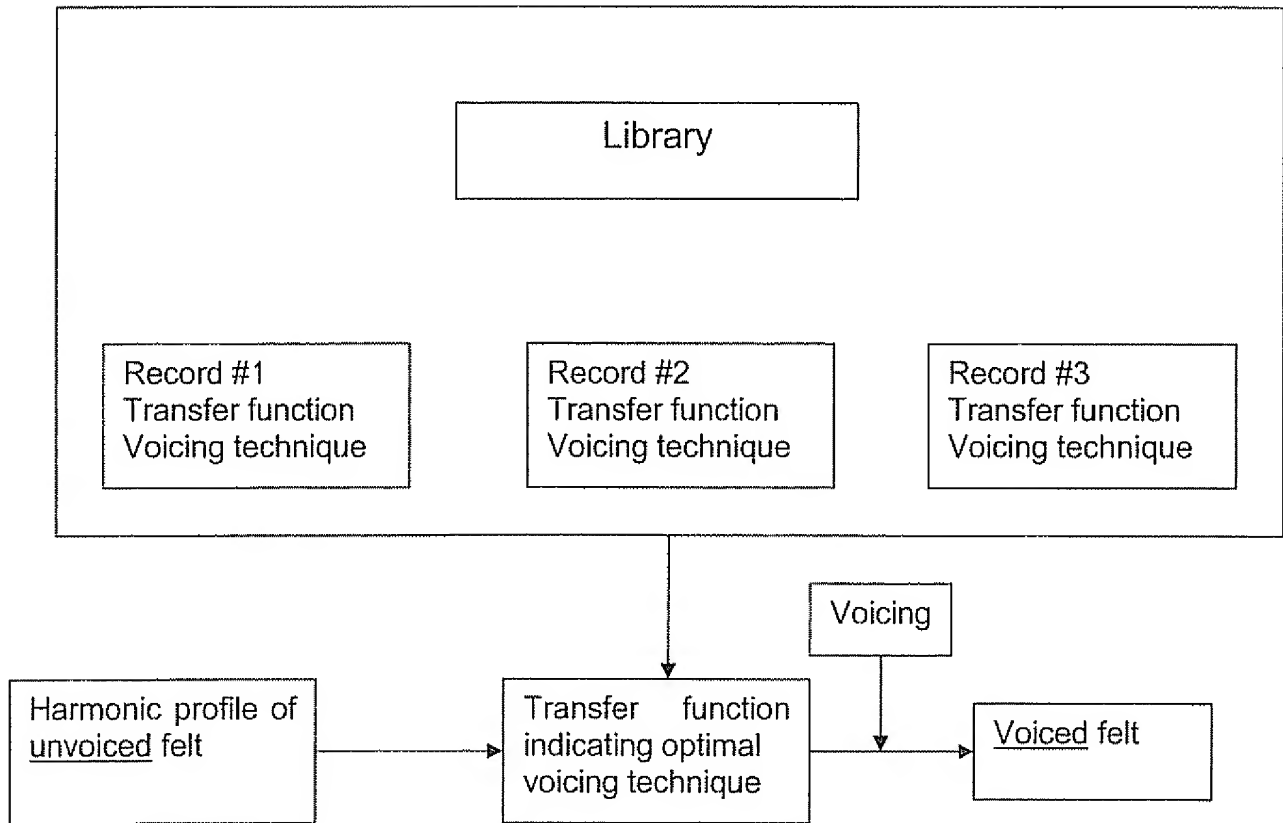 Library
Record #1
Transfer function
Voicing technique
Record #2
Transfer function
Voicing technique
Record #3
Transfer function
Voicing technique
Voicing
Harmonic profile of
unvoiced felt
Transfer function
indicating optimal
voicing technique
Voiced felt